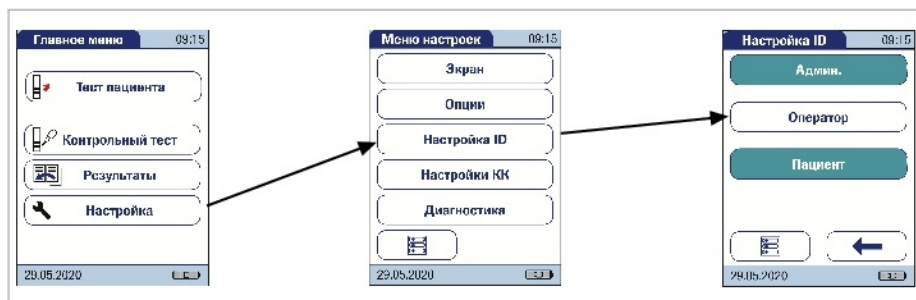 Главное меню 09:15
Тест пациента
Контрольный тест
Результаты
Настройка
29.05.2020
Меню настроек 09:15
Экран
Опции
Настройка ID
Настройки КК
Диагностика
29.05.2020
Настройка ID 09:15
Админ.
Оператор
Пациент
29.05.2020